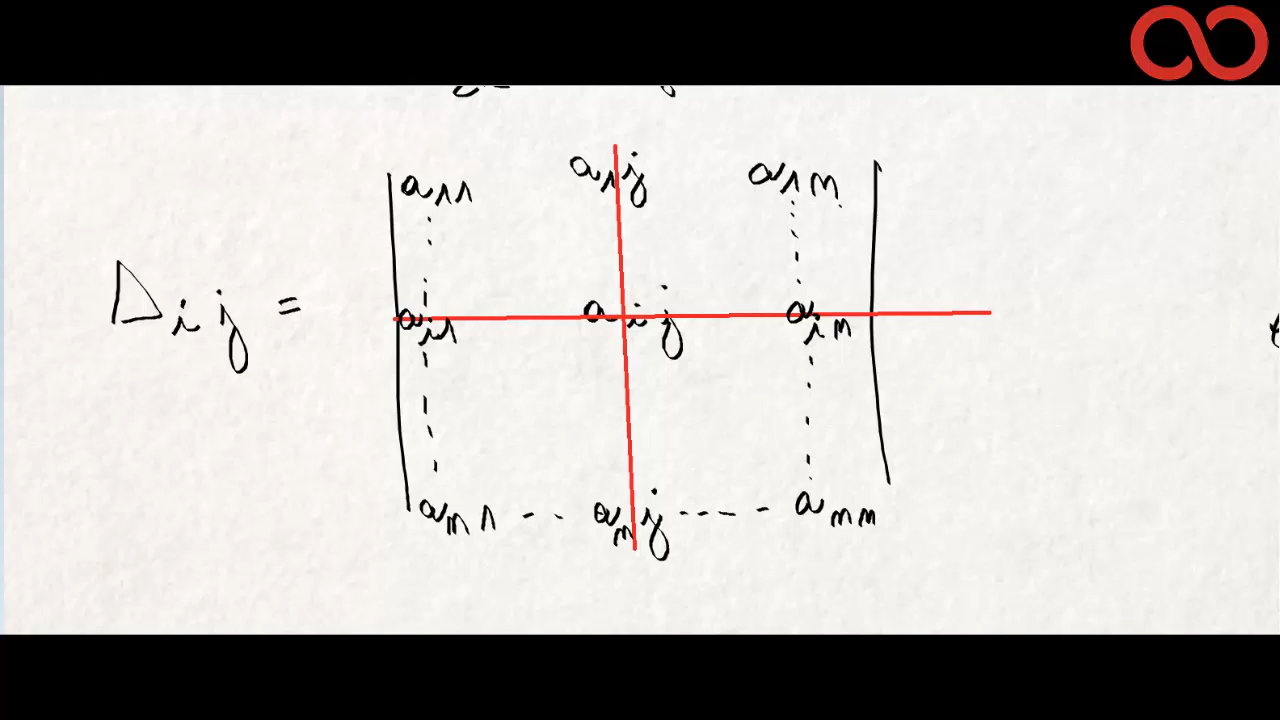 a₁₁ a₁j a₁n
Δij = | ai1 aij ain |
an1 -- anj ---- ann